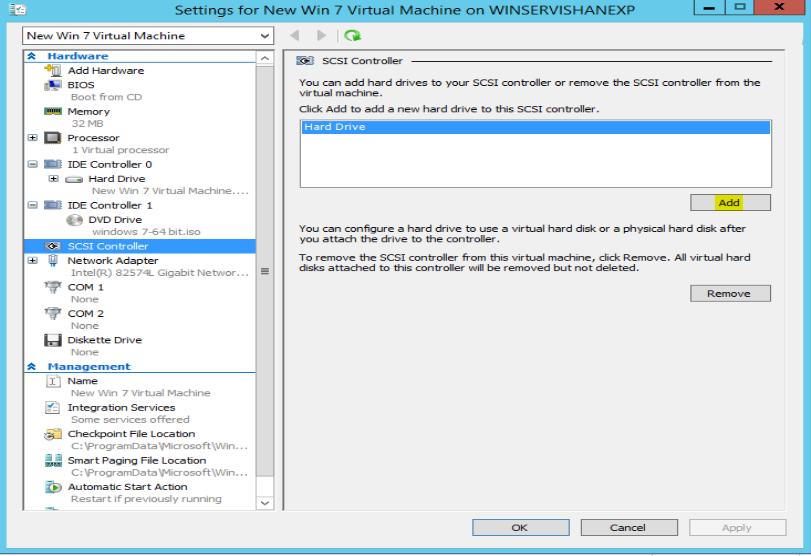 Settings for New Win 7 Virtual Machine on WINSERVISHANEXP
New Win 7 Virtual Machine
Hardware
Add Hardware
BIOS
Boot from CD
Memory
32 MB
Processor
1 Virtual processor
IDE Controller 0
Hard Drive
New Win 7 Virtual Machine....
IDE Controller 1
DVD Drive
windows 7-64 bit.iso
SCSI Controller
Network Adapter
Intel(R) 82574L Gigabit Networ...
COM 1
None
COM 2
None
Diskette Drive
None
Management
Name
New Win 7 Virtual Machine
Integration Services
Some services offered
Checkpoint File Location
C:\ProgramData\Microsoft\Win...
Smart Paging File Location
C:\ProgramData\Microsoft\Win...
Automatic Start Action
Restart if previously running
SCSI Controller
You can add hard drives to your SCSI controller or remove the SCSI controller from the
virtual machine.
Click Add to add a new hard drive to this SCSI controller.
Hard Drive
Add
You can configure a hard drive to use a virtual hard disk or a physical hard disk after
you attach the drive to the controller.
To remove the SCSI controller from this virtual machine, click Remove. All virtual hard
disks attached to this controller will be removed but not deleted.
Remove
OK
Cancel
Apply